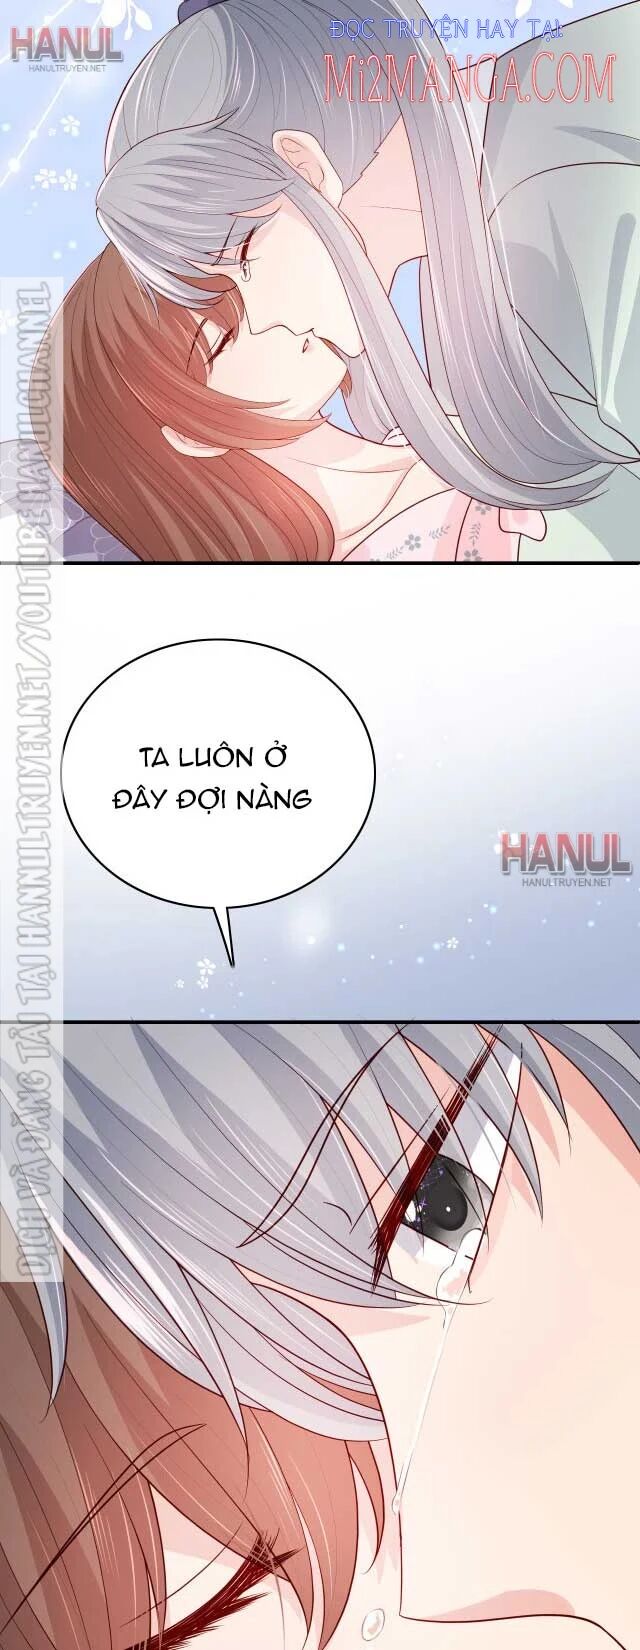 HANUL
HANULTRUYEN.NET
ĐỌC TRUYỆN HAY TẠI:
MI2MANGA.COM
DỊCH VÀ ĐĂNG TẢI TẠI HANNULTRUYEN.NET/YOUTUBE HANULCHANNEL
TA LUÔN Ở
ĐÂY ĐỢI NÀNG
HANUL
HANULTRUYEN.NET